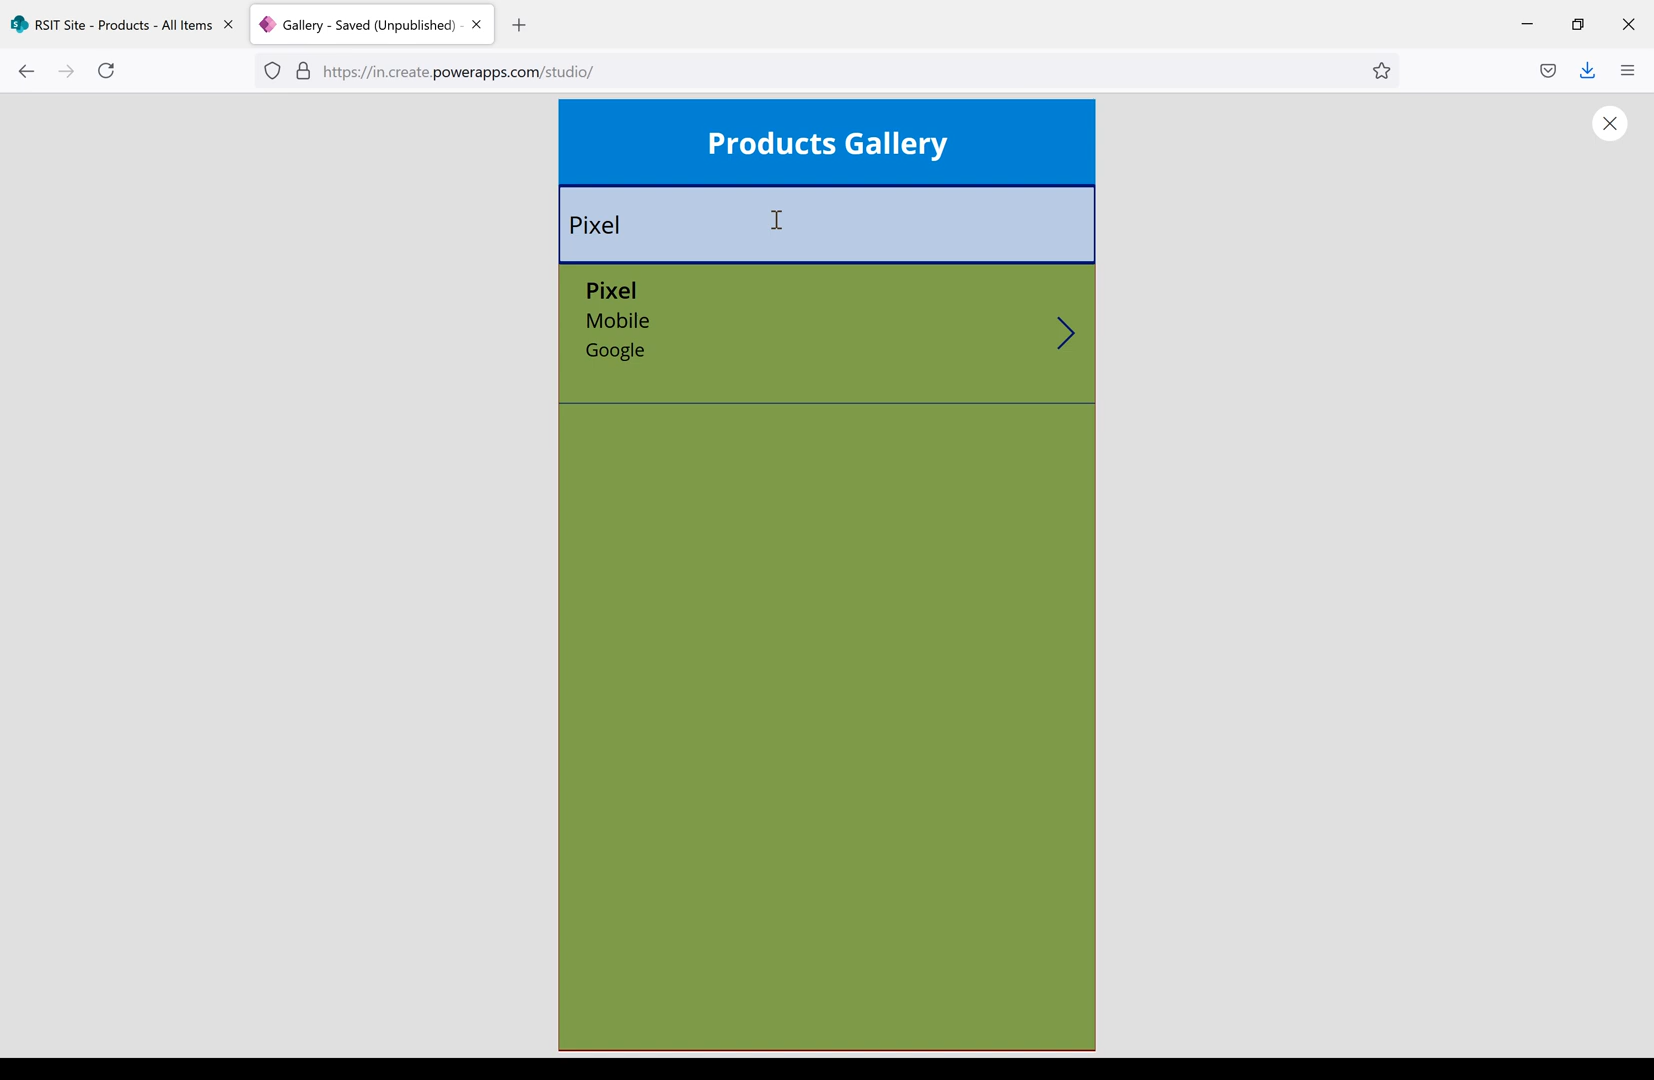 RSIT Site - Products - All Items
Gallery - Saved (Unpublished) -
https://in.create.powerapps.com/studio/
Products Gallery
Pixel
Pixel
Mobile
Google